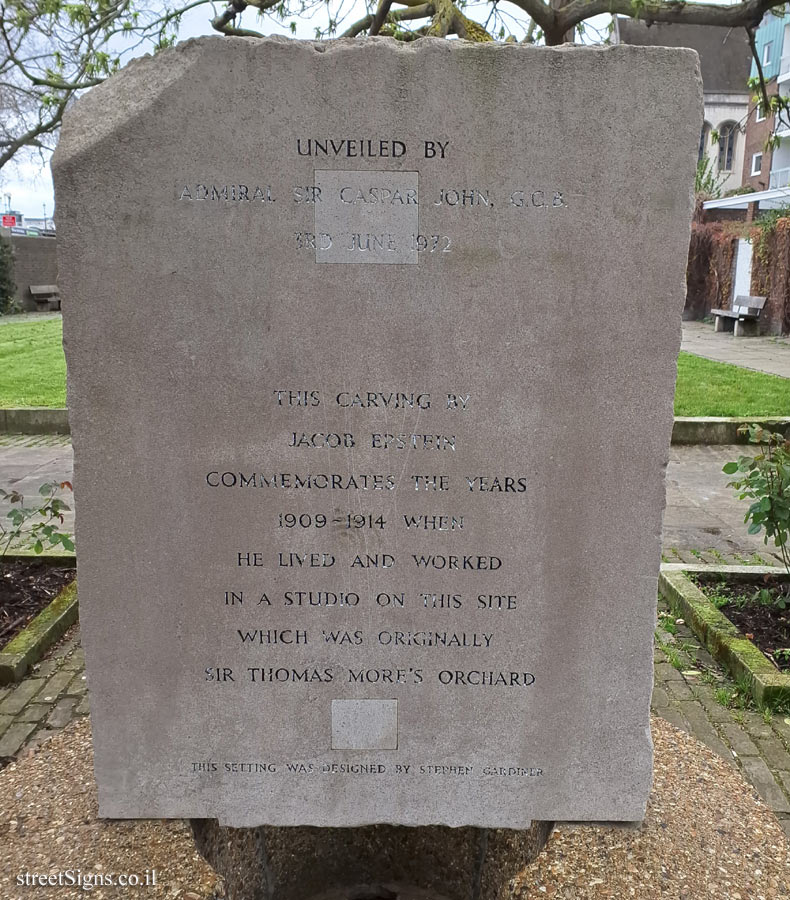 UNVEILED BY
ADMIRAL SIR CASPAR JOHN, G.C.B.
3RD JUNE 1972
THIS CARVING BY
JACOB EPSTEIN
COMMEMORATES THE YEARS
1909-1914 WHEN
HE LIVED AND WORKED
IN A STUDIO ON THIS SITE
WHICH WAS ORIGINALLY
SIR THOMAS MORE'S ORCHARD
THIS SETTING WAS DESIGNED BY STEPHEN GARDINER
streetSigns.co.il